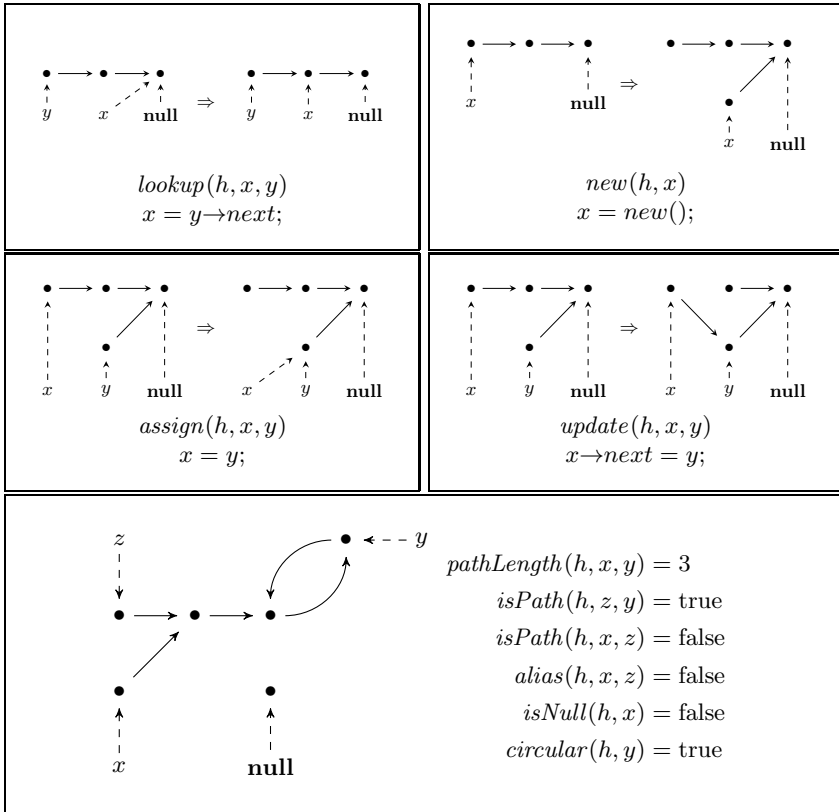 ⇒
y x null y x null
lookup(h, x, y)
x = y→next;
⇒
x null x null
new(h, x)
x = new();
⇒
x y null x y null
assign(h, x, y)
x = y;
⇒
x y null x y null
update(h, x, y)
x→next = y;
z
y
x null
pathLength(h, x, y) = 3
isPath(h, z, y) = true
isPath(h, x, z) = false
alias(h, x, z) = false
isNull(h, x) = false
circular(h, y) = true